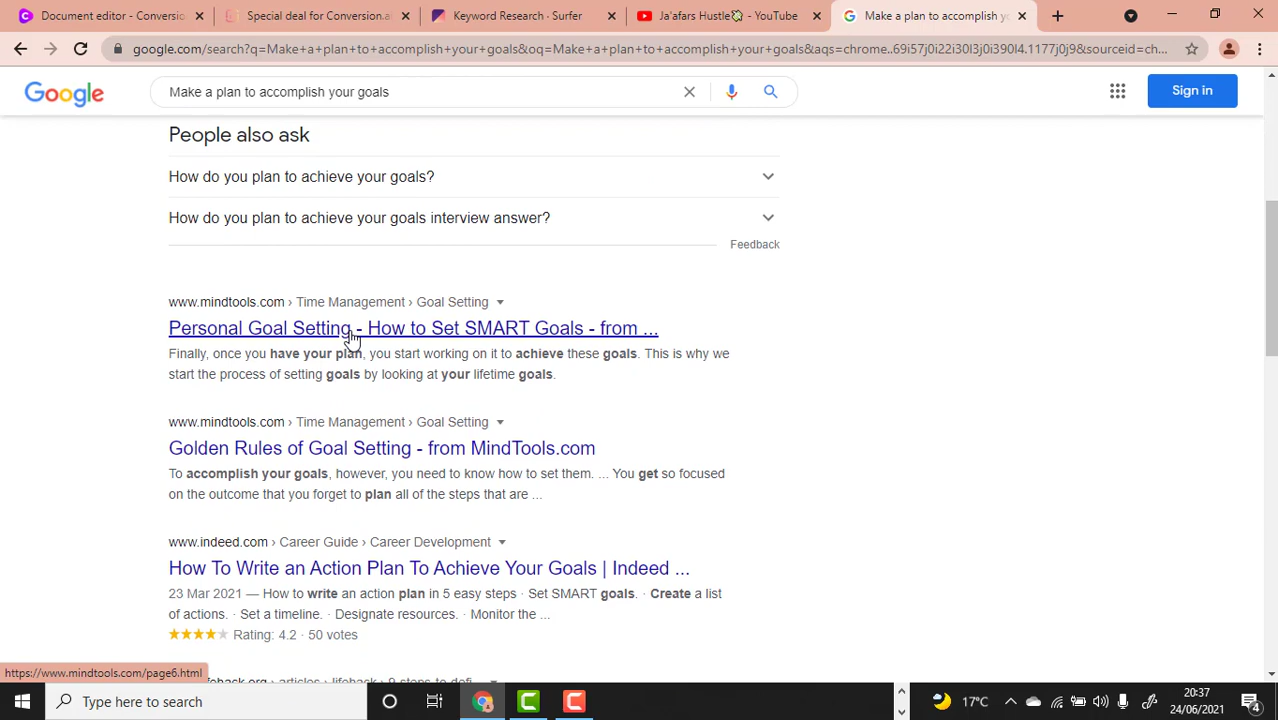 Document editor - Conversio
Special deal for Conversion.a
Keyword Research - Surfer
Ja'afars Hustle - YouTube
Make a plan to accomplish yo
google.com/search?q=Make+a+plan+to+accomplish+your+goals&oq=Make+a+plan+to+accomplish+your+goals&aqs=chrome..69i57j0i22i30l3j0i390l4.1177j0j9&sourceid=ch...
Google
Make a plan to accomplish your goals
Sign in
People also ask
How do you plan to achieve your goals?
How do you plan to achieve your goals interview answer?
Feedback
www.mindtools.com › Time Management › Goal Setting
Personal Goal Setting - How to Set SMART Goals - from ...
Finally, once you have your plan, you start working on it to achieve these goals. This is why we
start the process of setting goals by looking at your lifetime goals.
www.mindtools.com › Time Management › Goal Setting
Golden Rules of Goal Setting - from MindTools.com
To accomplish your goals, however, you need to know how to set them. ... You get so focused
on the outcome that you forget to plan all of the steps that are ...
www.indeed.com › Career Guide › Career Development
How To Write an Action Plan To Achieve Your Goals | Indeed ...
23 Mar 2021 — How to write an action plan in 5 easy steps · Set SMART goals. · Create a list
of actions. · Set a timeline. · Designate resources. · Monitor the ...
Rating: 4.2 · 50 votes
https://www.mindtools.com/page6.html
Type here to search
17°C
20:37
24/06/2021
4